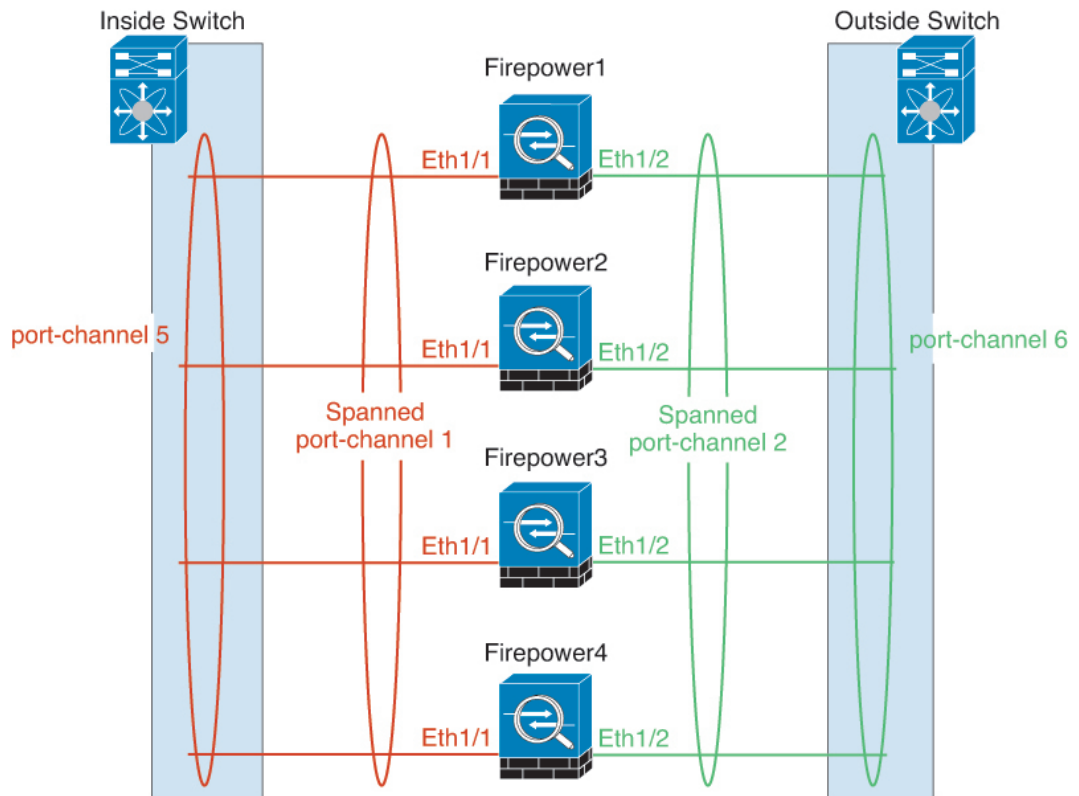 Inside Switch
Outside Switch
Firepower1
Eth1/1
Eth1/2
Firepower2
port-channel 5
Eth1/1
Eth1/2
port-channel 6
Spanned
port-channel 1
Spanned
port-channel 2
Firepower3
Eth1/1
Eth1/2
Firepower4
Eth1/1
Eth1/2